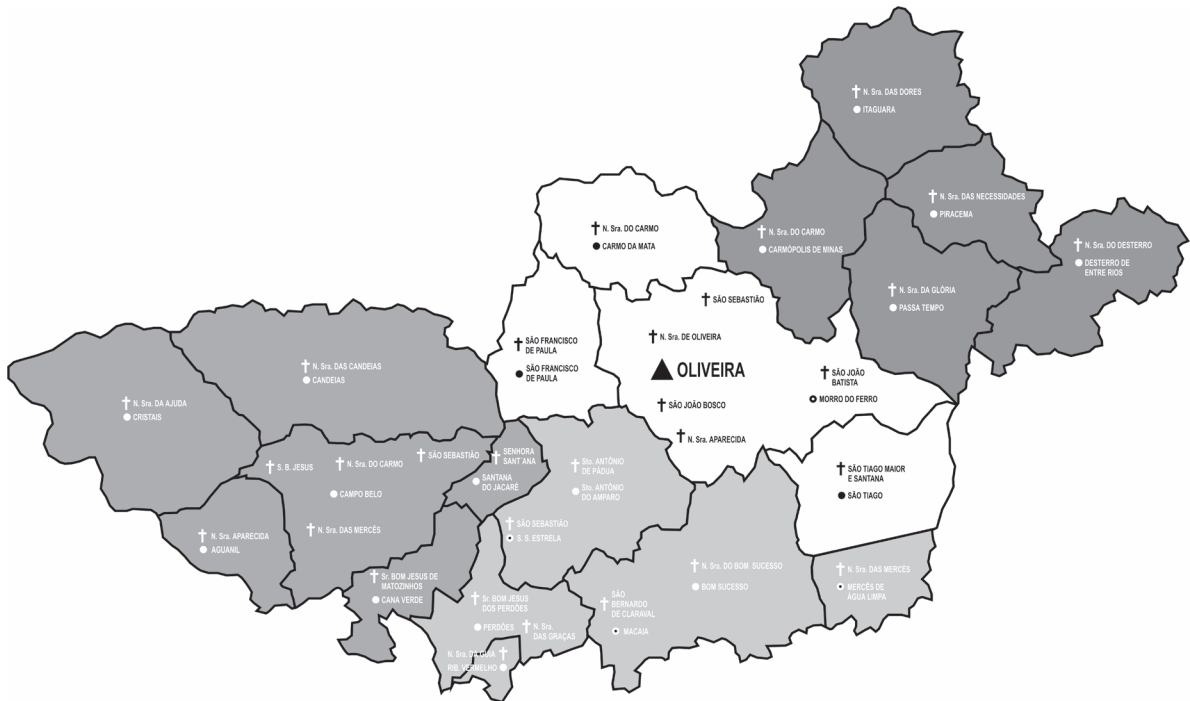 N. Sra. DAS DORES
ITAGUARA
N. Sra. DAS NECESSIDADES
PIRACEMA
N. Sra. DO CARMO
CARMO DA MATA
N. Sra. DO CARMO
CARMÓPOLIS DE MINAS
N. Sra. DO DESTERRO
DESTERRO DE
ENTRE RIOS
N. Sra. DA GLÓRIA
PASSA TEMPO
SÃO SEBASTIÃO
N. Sra. DE OLIVEIRA
OLIVEIRA
SÃO JOÃO
BATISTA
MORRO DO FERRO
SÃO JOÃO BOSCO
N. Sra. APARECIDA
SÃO FRANCISCO
DE PAULA
SÃO FRANCISCO
DE PAULA
N. Sra. DAS CANDEIAS
CANDEIAS
N. Sra. DA AJUDA
CRISTAIS
S. B. JESUS
N. Sra. DO CARMO
SÃO SEBASTIÃO
CAMPO BELO
N. Sra. DAS MERCÊS
SENHORA
SANT´ANA
SANTANA
DO JACARÉ
Sto. ANTÔNIO
DE PÁDUA
Sto. ANTÔNIO
DO AMPARO
SÃO SEBASTIÃO
S. S. ESTRELA
SÃO TIAGO MAIOR
E SANTANA
SÃO TIAGO
N. Sra. APARECIDA
AGUANIL
Sr. BOM JESUS DE
MATOZINHOS
CANA VERDE
Sr. BOM JESUS
DOS PERDÕES
PERDÕES
N. Sra.
DAS GRAÇAS
N. Sra. DA GUIA
RIB. VERMELHO
SÃO
BERNARDO
DE CLARAVAL
MACAIA
N. Sra. DO BOM SUCESSO
BOM SUCESSO
N. Sra. DAS MERCÊS
MERCÊS DE
ÁGUA LIMPA